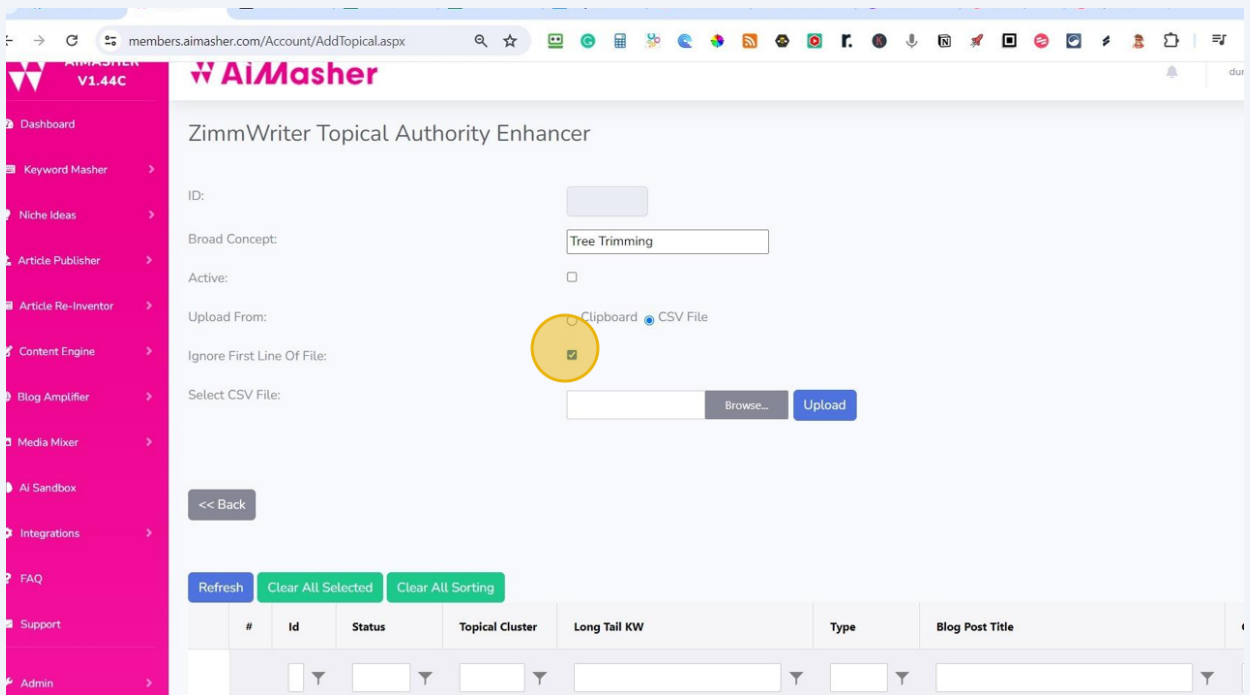 members.aimasher.com/Account/AddTopical.aspx
AIMASHER
V1.44C
AiMasher
dur
Dashboard
Keyword Masher
Niche Ideas
Article Publisher
Article Re-Inventor
Content Engine
Blog Amplifier
Media Mixer
Ai Sandbox
Integrations
FAQ
Support
Admin
ZimmWriter Topical Authority Enhancer
ID:
Broad Concept: Tree Trimming
Active:
Upload From: Clipboard CSV File
Ignore First Line Of File:
Select CSV File: Browse... Upload
<< Back
Refresh Clear All Selected Clear All Sorting
# Id Status Topical Cluster Long Tail KW Type Blog Post Title